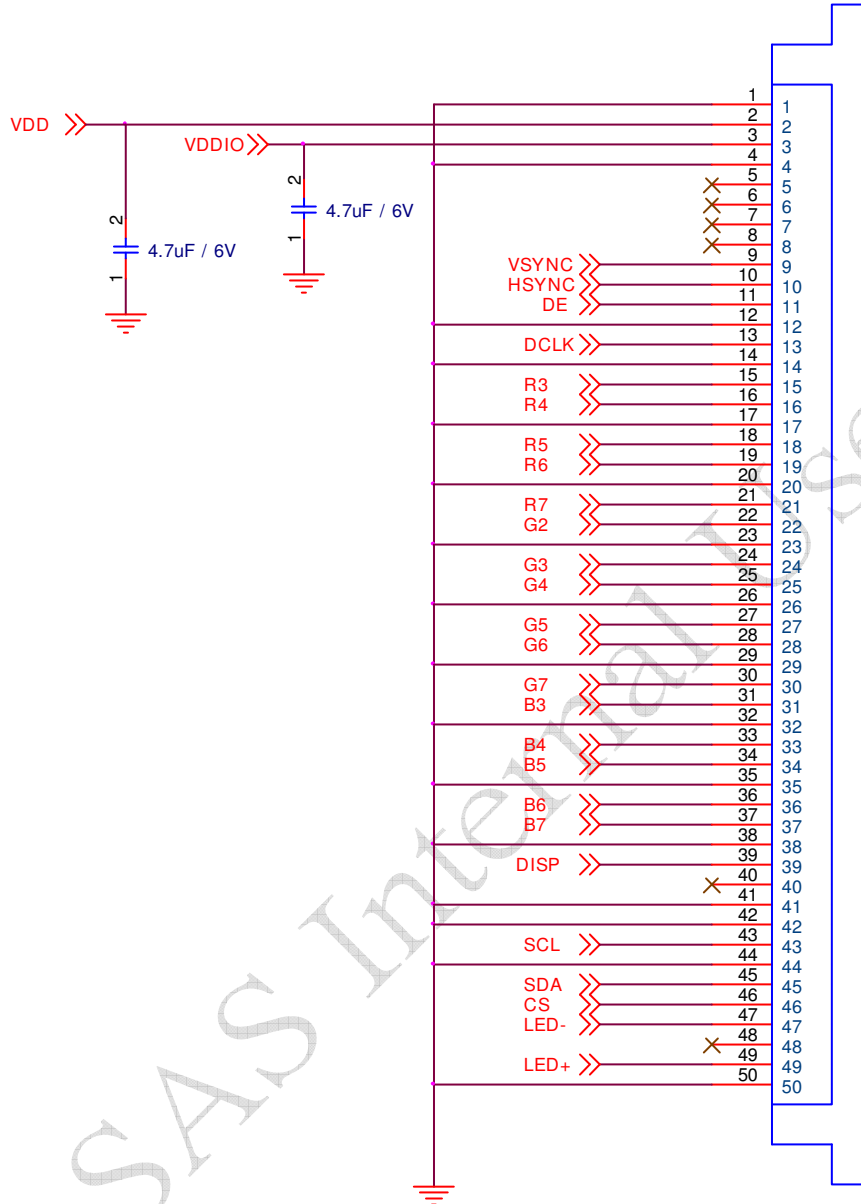 1 1
VDD 2 2
VDDIO 3 3
4 4
5 5
2 6 6
4.7uF / 6V 7 7
2 1 8 8
4.7uF / 6V VSYNC 9 9
1 HSYNC 10 10
DE 11 11
12 12
DCLK 13 13
14 14
R3 15 15
R4 16 16
17 17
R5 18 18
R6 19 19
20 20
R7 21 21
G2 22 22
23 23
G3 24 24
G4 25 25
26 26
G5 27 27
G6 28 28
29 29
G7 30 30
B3 31 31
32 32
B4 33 33
B5 34 34
35 35
B6 36 36
B7 37 37
38 38
DISP 39 39
40 40
41 41
42 42
SCL 43 43
44 44
SDA 45 45
CS 46 46
LED- 47 47
48 48
LED+ 49 49
50 50
SAS Internal Use